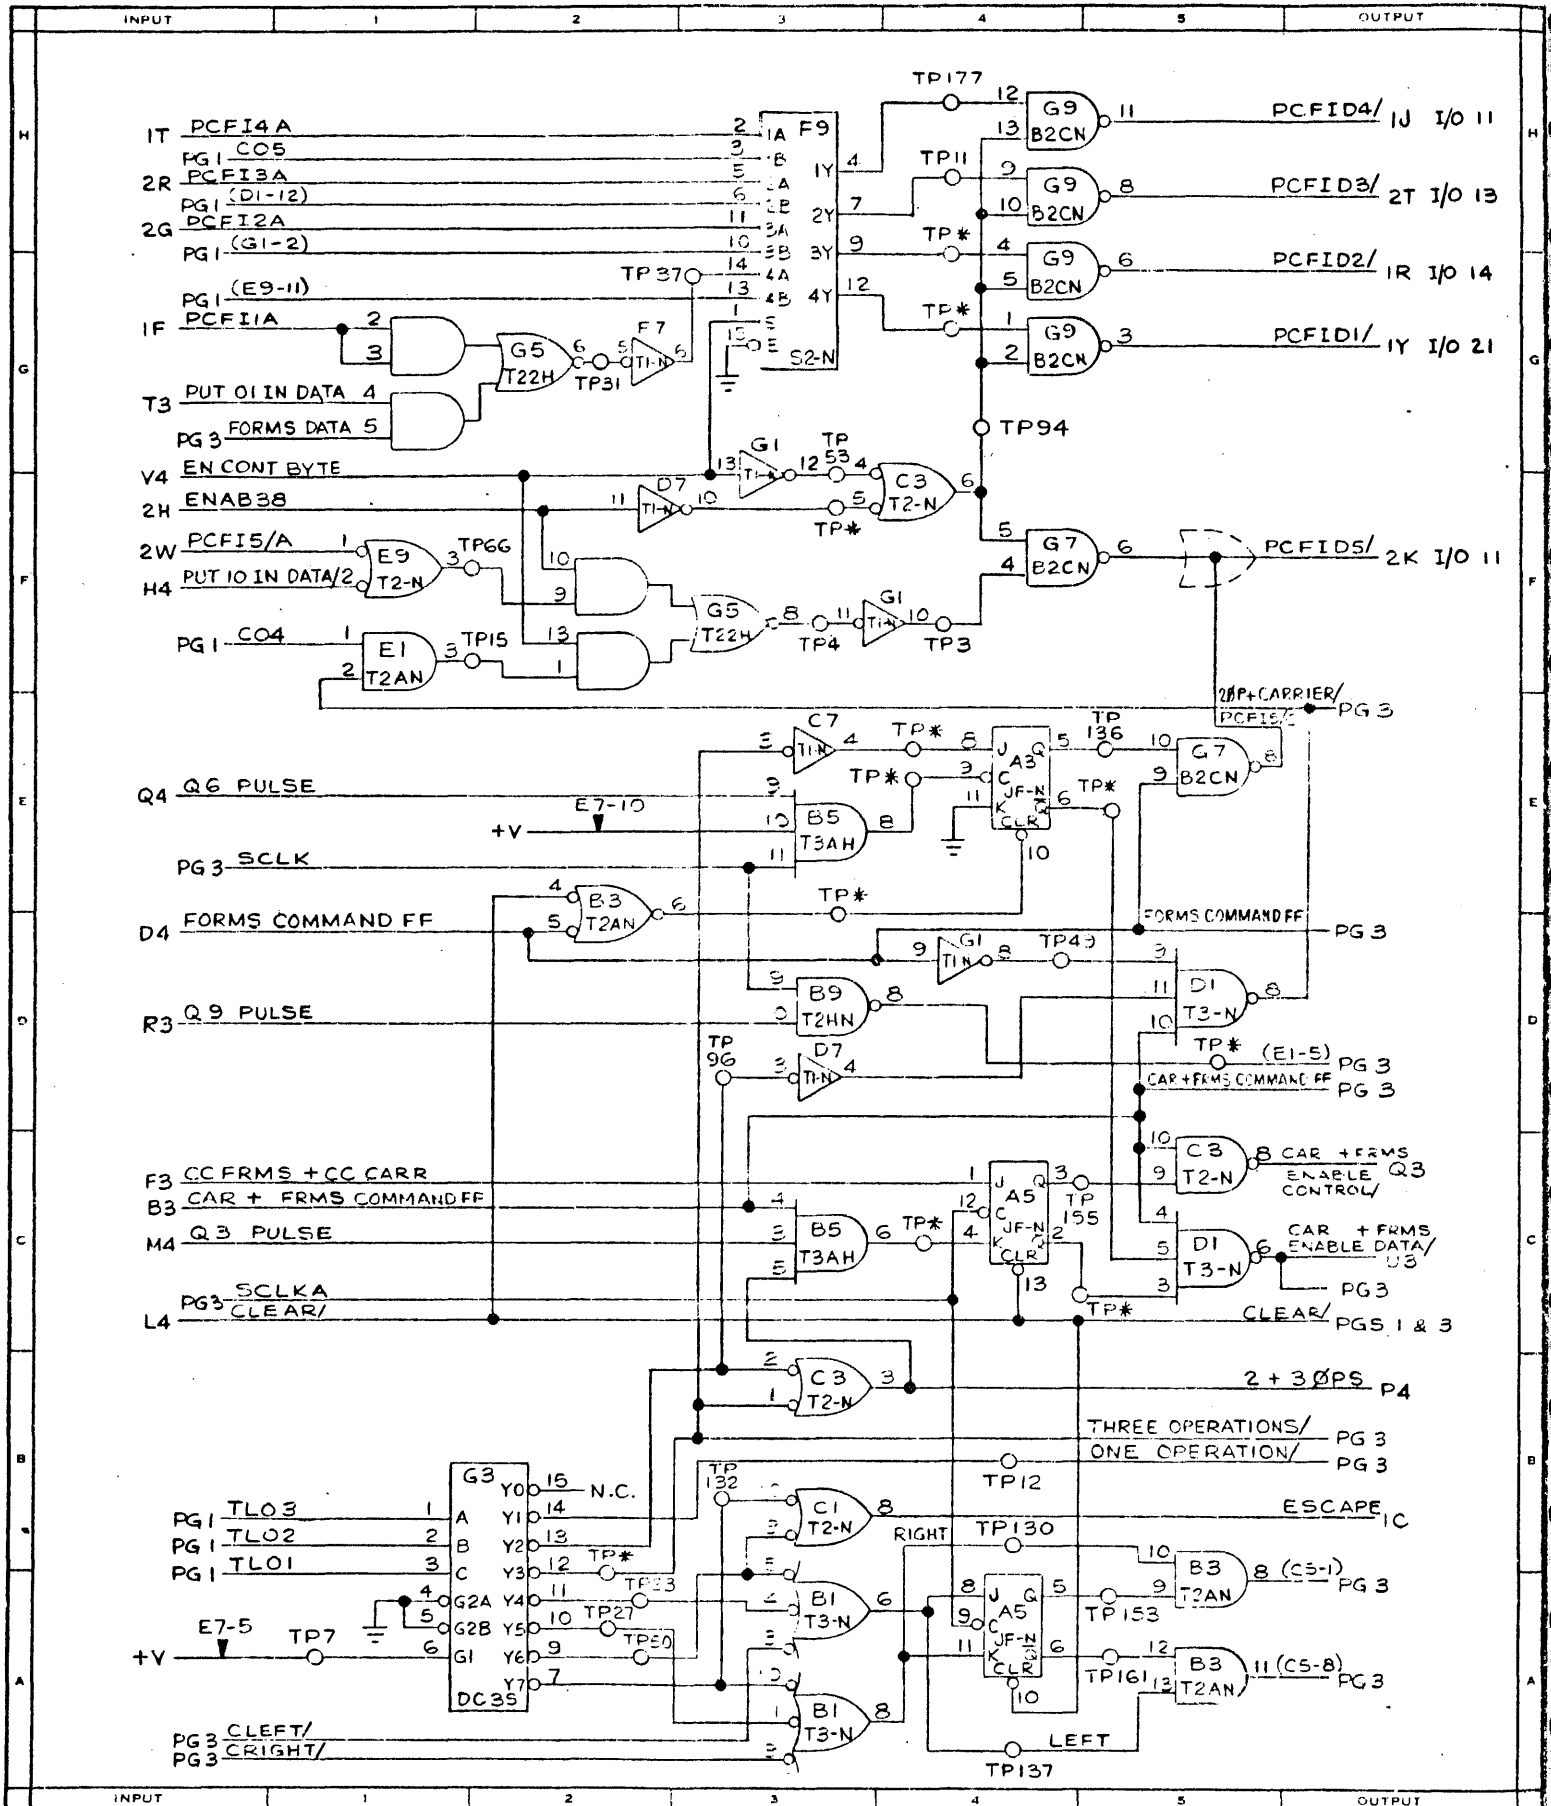 INPUT 1 2 3 4 5 OUTPUT
H
TP177
1T PCFI4A 2 1A F9 12 G9 11 PCFID4/ 1J I/O 11
PG1 CO5 B 13 B2CN
1Y 4 TP11
2R PCFI3A 5 A 9 G9 8 PCFID3/ 2T I/O 13
PG1 (D1-12) 6 2B 2Y 7 10 B2CN
2G PCFI2A 11 3A
PG1 (G1-2) 10 3B 3Y 9 TP* 4 G9 6 PCFID2/ 1R I/O 14
TP37 14 4A 5 B2CN
PG1 (E9-11) 13 4B 4Y 12 TP*
1F PCFI1A 2 3 1 S 15 E S2-N 1 G9 3 PCFID1/ 1Y I/O 21
2 B2CN
G
G5 T22H 6 TP31 5 F7 T1-N 6
T3 PUT 01 IN DATA 4
PG3 FORMS DATA 5
TP94
V4 EN CONT BYTE 13 G1 T1-N 12 TP 53 4 C3 T2-N 6
2H ENAB38 11 D7 T1-N 10 TP* 5
2W PCFI5/A 1 E9 T2-N 3 TP66 10 9
H4 PUT 10 IN DATA/ 2
5 4 G7 B2CN 6 PCFID5/ 2K I/O 11
F
G5 T22H 8 TP4 11 G1 T1-N 10 TP3
PG1 CO4 1 2 E1 T2AN 3 TP15 13 1
2ØP+CARRIER/ PG3
PCFI5/C
C7 T1-N 4 TP* 8 J Q 5 TP 136 10 G7 B2CN 8
TP* C A3 JF-N 9
11 K Q 6 TP*
CLR 10
Q4 Q6 PULSE 9
E
+V E7-10 10 B5 T3AH 8
PG3 SCLK 11
4 B3 T2AN 6 TP*
D4 FORMS COMMAND FF 5
FORMS COMMAND FF PG3
9 G1 T1-N 8 TP49 9 D1 T3-N 8
11
10
9 B9 T2HN 8
R3 Q9 PULSE
D
TP 96 3 D7 T1-N 4
TP* (E1-5) PG3
CAR+FRMS COMMAND FF PG3
F3 CC FRMS + CC CARR 1 J Q 3 TP 155
10 9 C3 T2-N 8 CAR + FRMS ENABLE CONTROL/ Q3
B3 CAR + FRMS COMMAND FF 4 12 C A5 JF-N
M4 Q3 PULSE 3 B5 T3AH 6 TP* 4 K 2
5 CLR 13
C
4 5 3 D1 T3-N 6 CAR + FRMS ENABLE DATA/ U3
PG3
TP*
PG3 SCLKA
L4 CLEAR/ CLEAR/ PGS 1 & 3
2 1 C3 T2-N 3 2 + 3 ØPS P4
THREE OPERATIONS/ PG3
ONE OPERATION/ PG3
TP12
B
G3 Y0 15 N.C.
TP 132 C1 T2-N 8 ESCAPE 1C
PG1 TLO3 1 A Y1 14
PG1 TLO2 2 B Y2 13
PG1 TLO1 3 C Y3 12 TP*
RIGHT TP130 10 9 B3 T2AN 8 (C5-1) PG3
4 G2A Y4 11
5 G2B Y5 10 TP27
+V E7-5 TP7 6 G1 Y6 9 TP50
Y7 7
DC3S
B1 T3-N 6 8 J Q 5 TP153
9 C A5 JF-N
11 K Q 6 TP161 12 13 B3 T2AN 11 (C5-8) PG3
CLR 10
A
1 B1 T3-N 8
PG3 CLEFT/
PG3 CRIGHT/
LEFT
TP137
INPUT 1 2 3 4 5 OUTPUT